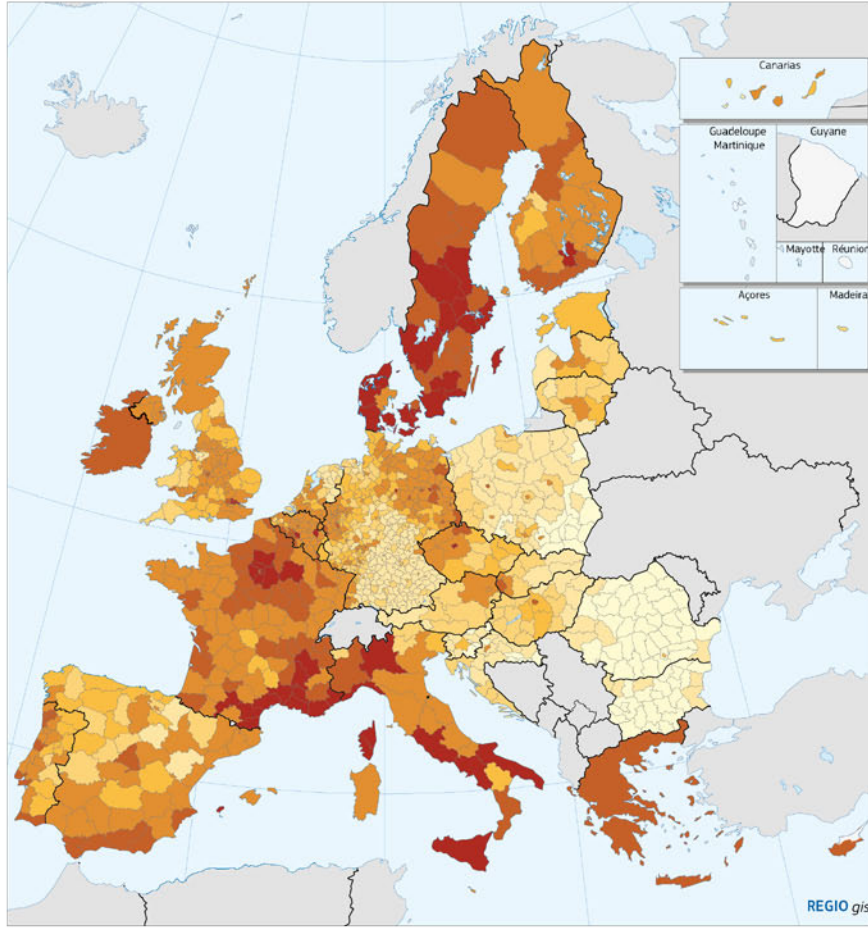 Canarias
Guadeloupe
Martinique
Guyane
Mayotte
Réunion
Açores
Madeira
REGIO gis